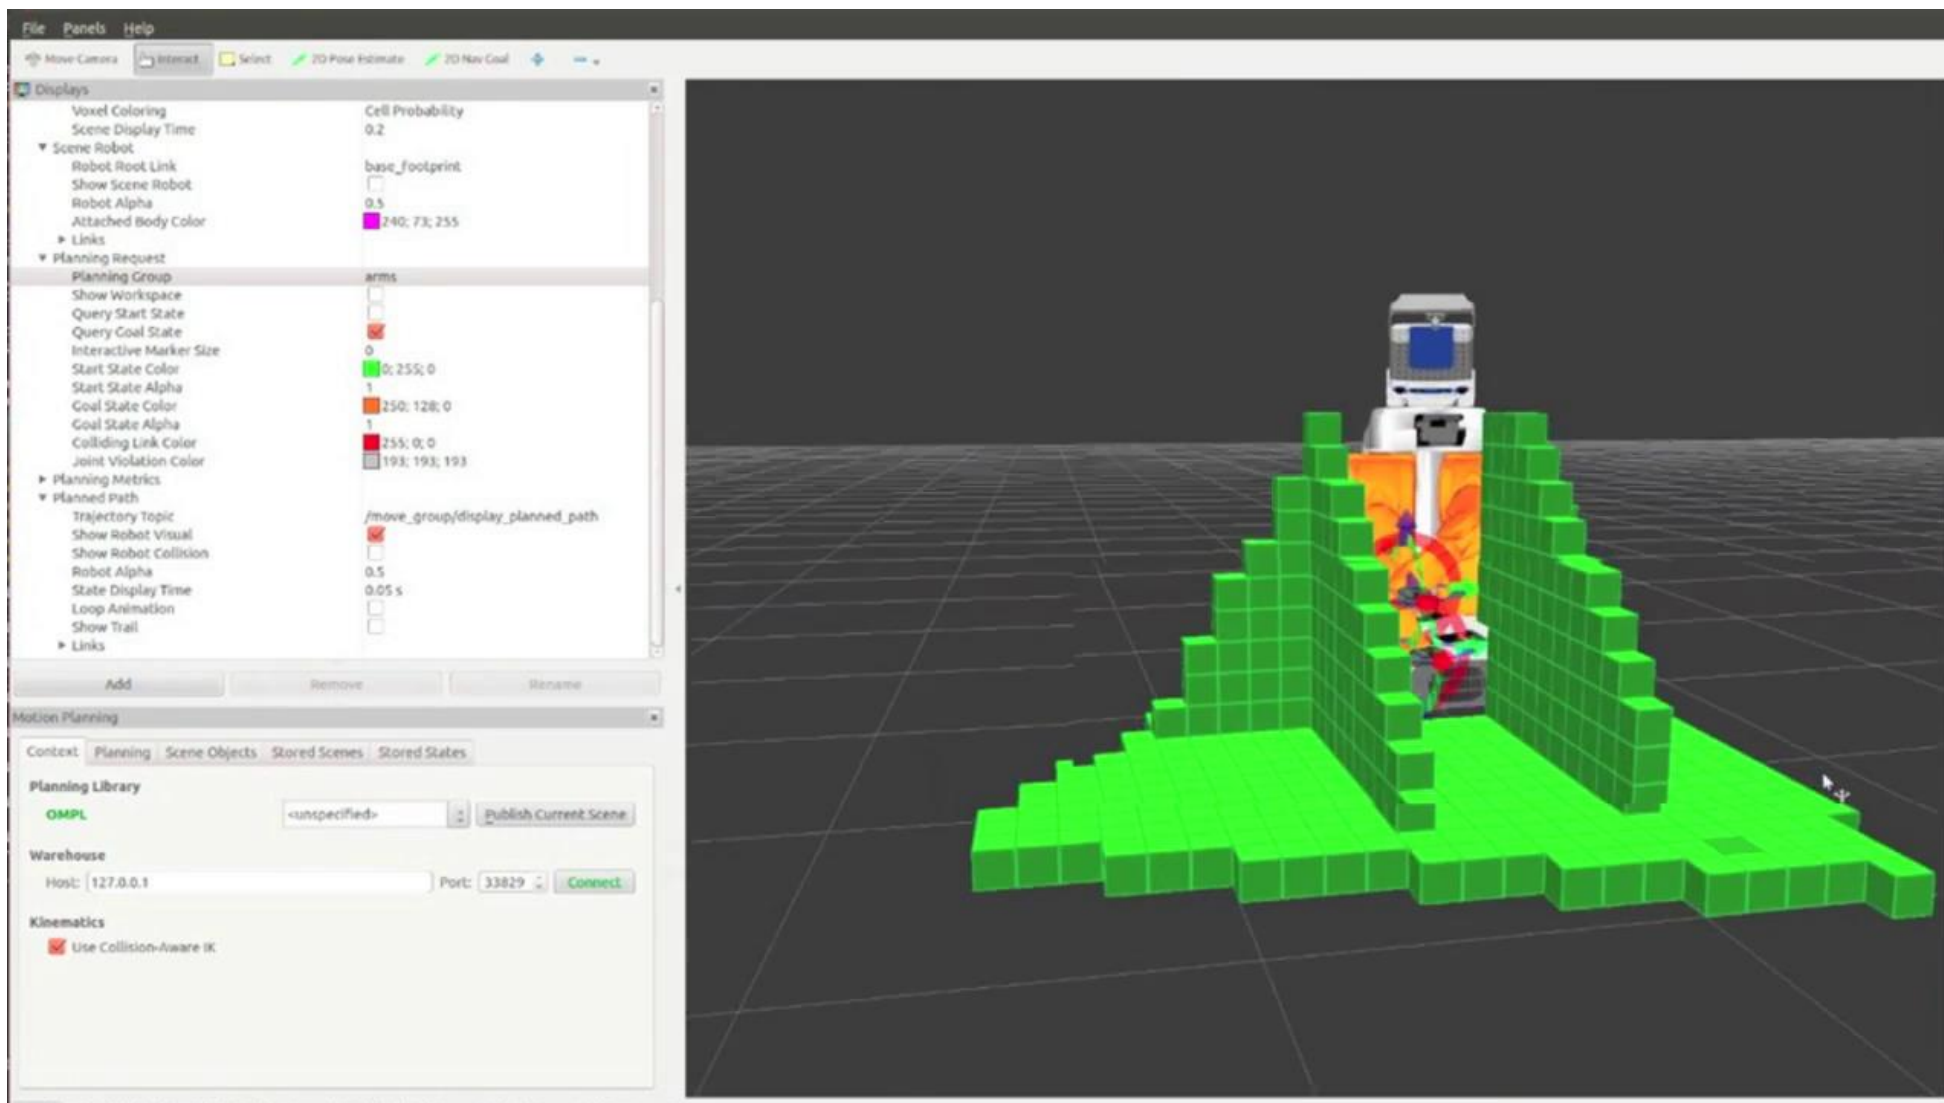 File Panels Help
Move Camera Interact Select 2D Pose Estimate 2D Nav Goal
Displays
Voxel Coloring Cell Probability
Scene Display Time 0.2
Scene Robot
Robot Root Link base_footprint
Show Scene Robot
Robot Alpha 0.5
Attached Body Color 240; 73; 255
Links
Planning Request
Planning Group arms
Show Workspace
Query Start State
Query Goal State
Interactive Marker Size 0
Start State Color 0; 255; 0
Start State Alpha 1
Goal State Color 250; 128; 0
Goal State Alpha 1
Colliding Link Color 255; 0; 0
Joint Violation Color 193; 193; 193
Planning Metrics
Planned Path
Trajectory Topic /move_group/display_planned_path
Show Robot Visual
Show Robot Collision
Robot Alpha 0.5
State Display Time 0.05 s
Loop Animation
Show Trail
Links
Add Remove Rename
Motion Planning
Context Planning Scene Objects Stored Scenes Stored States
Planning Library
OMPL <unspecified> Publish Current Scene
Warehouse
Host: 127.0.0.1 Port: 33829 Connect
Kinematics
Use Collision-Aware IK